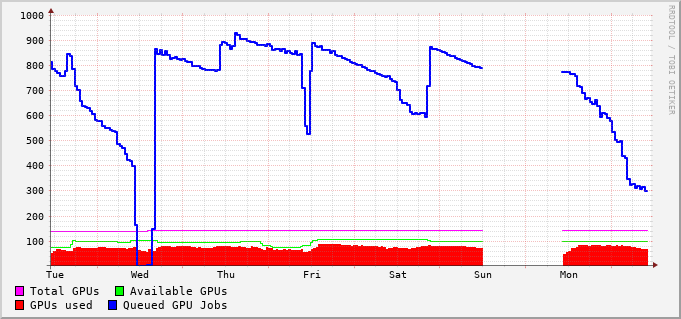 1000
900
800
700
600
500
400
300
200
100
Tue Wed Thu Fri Sat Sun Mon
Total GPUs Available GPUs
GPUs used Queued GPU Jobs
RRDTOOL / TOBI OETIKER